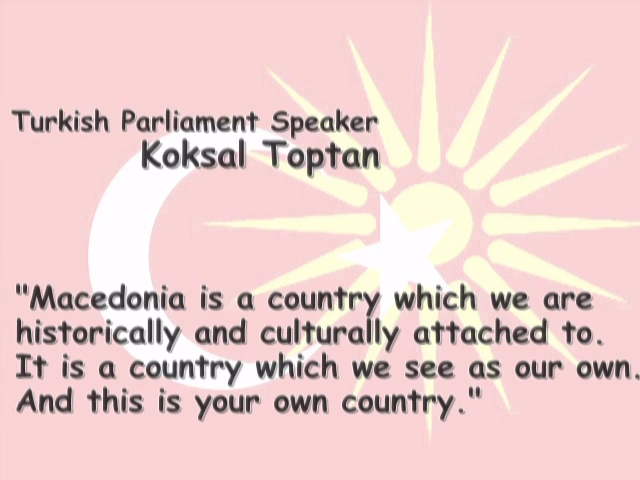 Turkish Parliament Speaker
Koksal Toptan
"Macedonia is a country which we are
historically and culturally attached to.
It is a country which we see as our own.
And this is your own country."